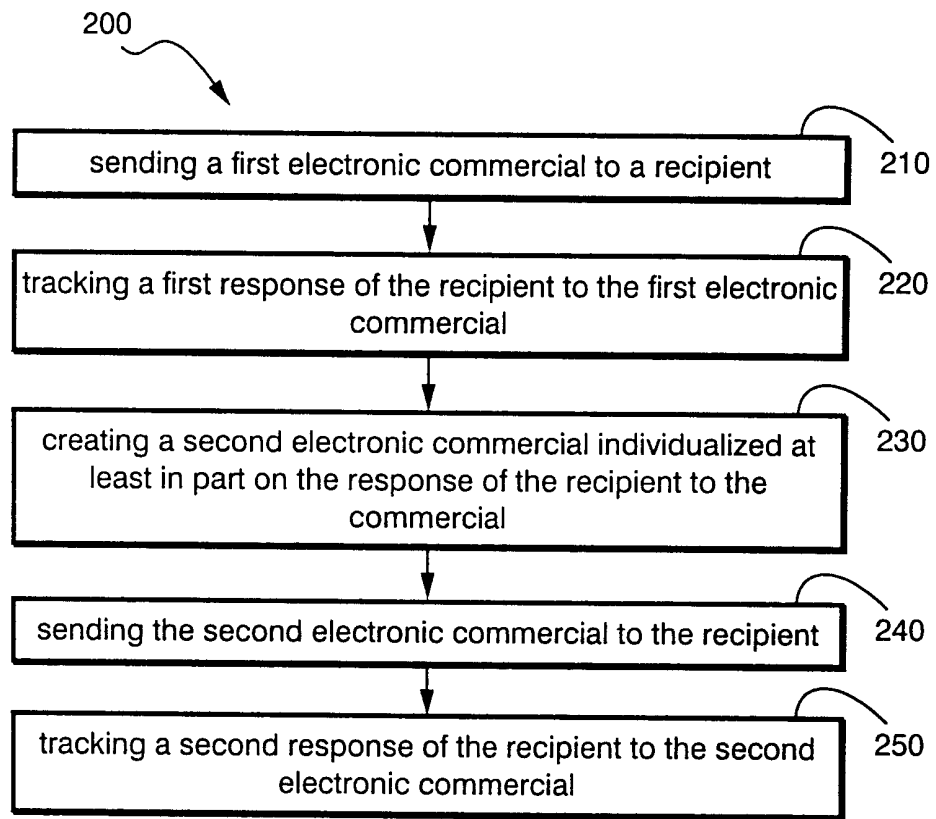 200
sending a first electronic commercial to a recipient
210
tracking a first response of the recipient to the first electronic
commercial
220
creating a second electronic commercial individualized at
least in part on the response of the recipient to the
commercial
230
sending the second electronic commercial to the recipient
240
tracking a second response of the recipient to the second
electronic commercial
250